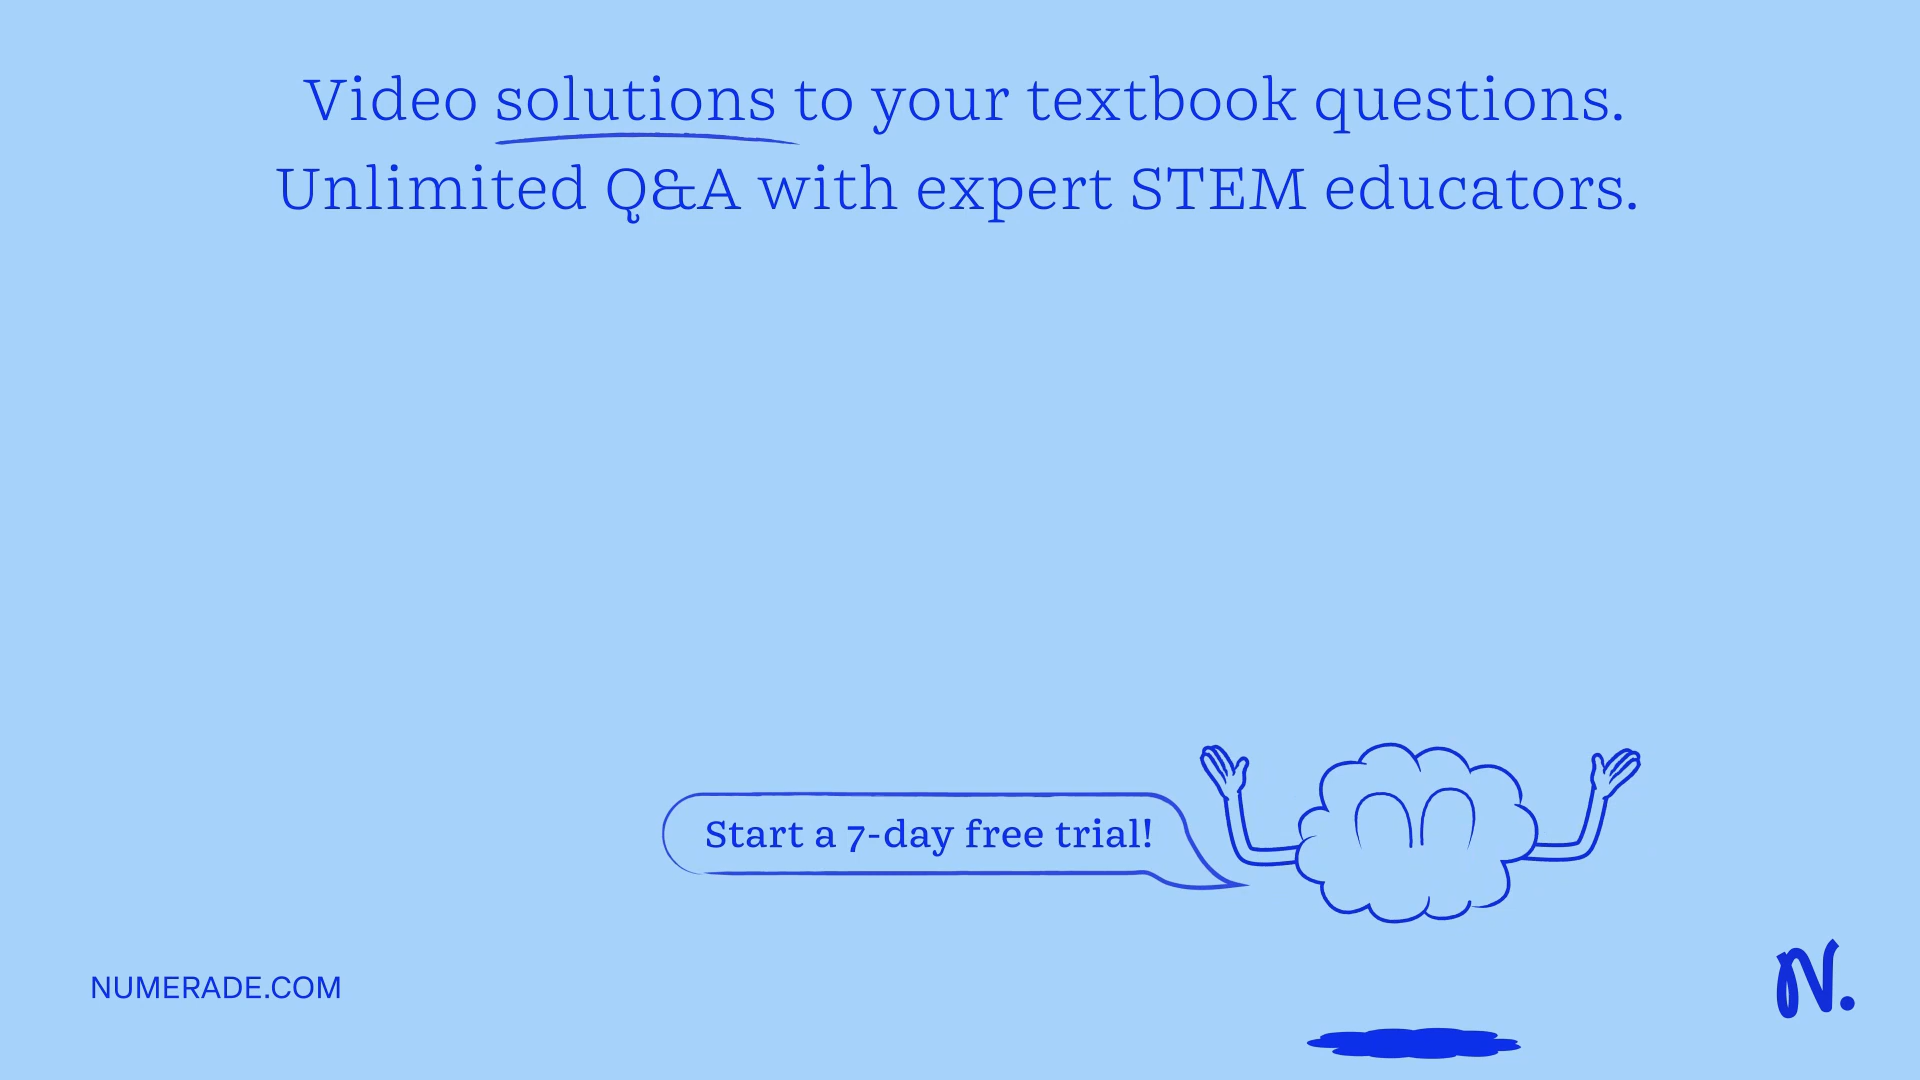 Video solutions to your textbook questions.
Unlimited Q&A with expert STEM educators.
Start a 7-day free trial!
NUMERADE.COM
N.